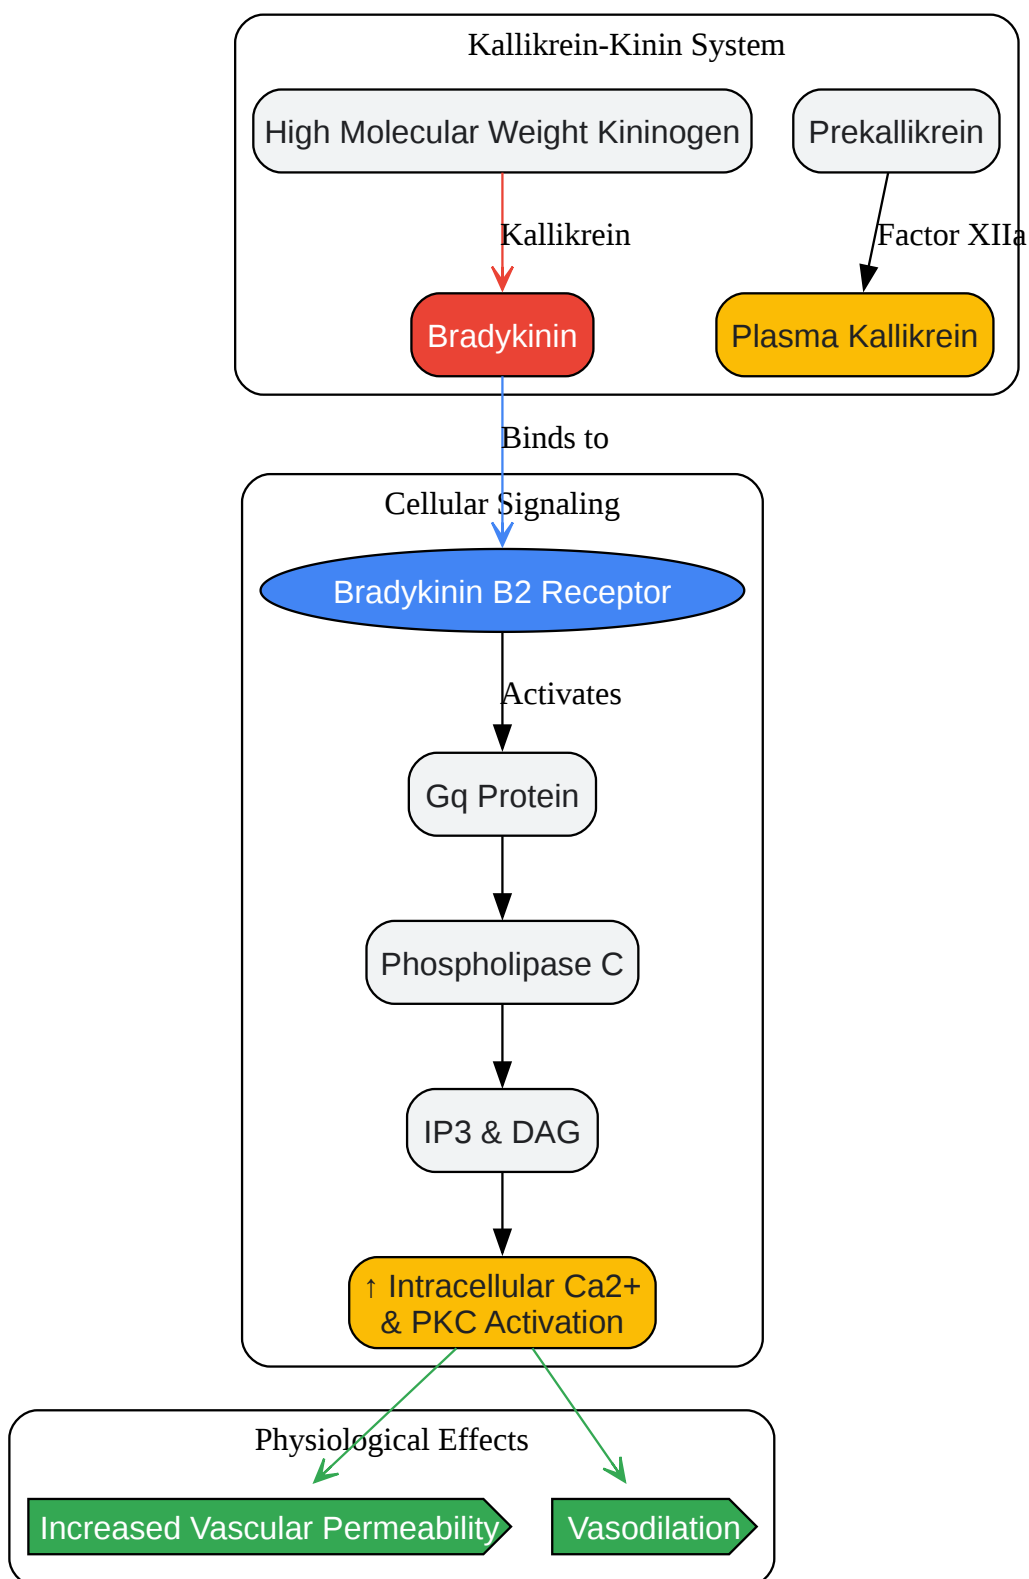 Kallikrein-Kinin System
High Molecular Weight Kininogen
Prekallikrein
Kallikrein
Factor XIIa
Bradykinin
Plasma Kallikrein
Binds to
Cellular Signaling
Bradykinin B2 Receptor
Activates
Gq Protein
Phospholipase C
IP3 & DAG
↑ Intracellular Ca2+
& PKC Activation
Physiological Effects
Increased Vascular Permeability
Vasodilation